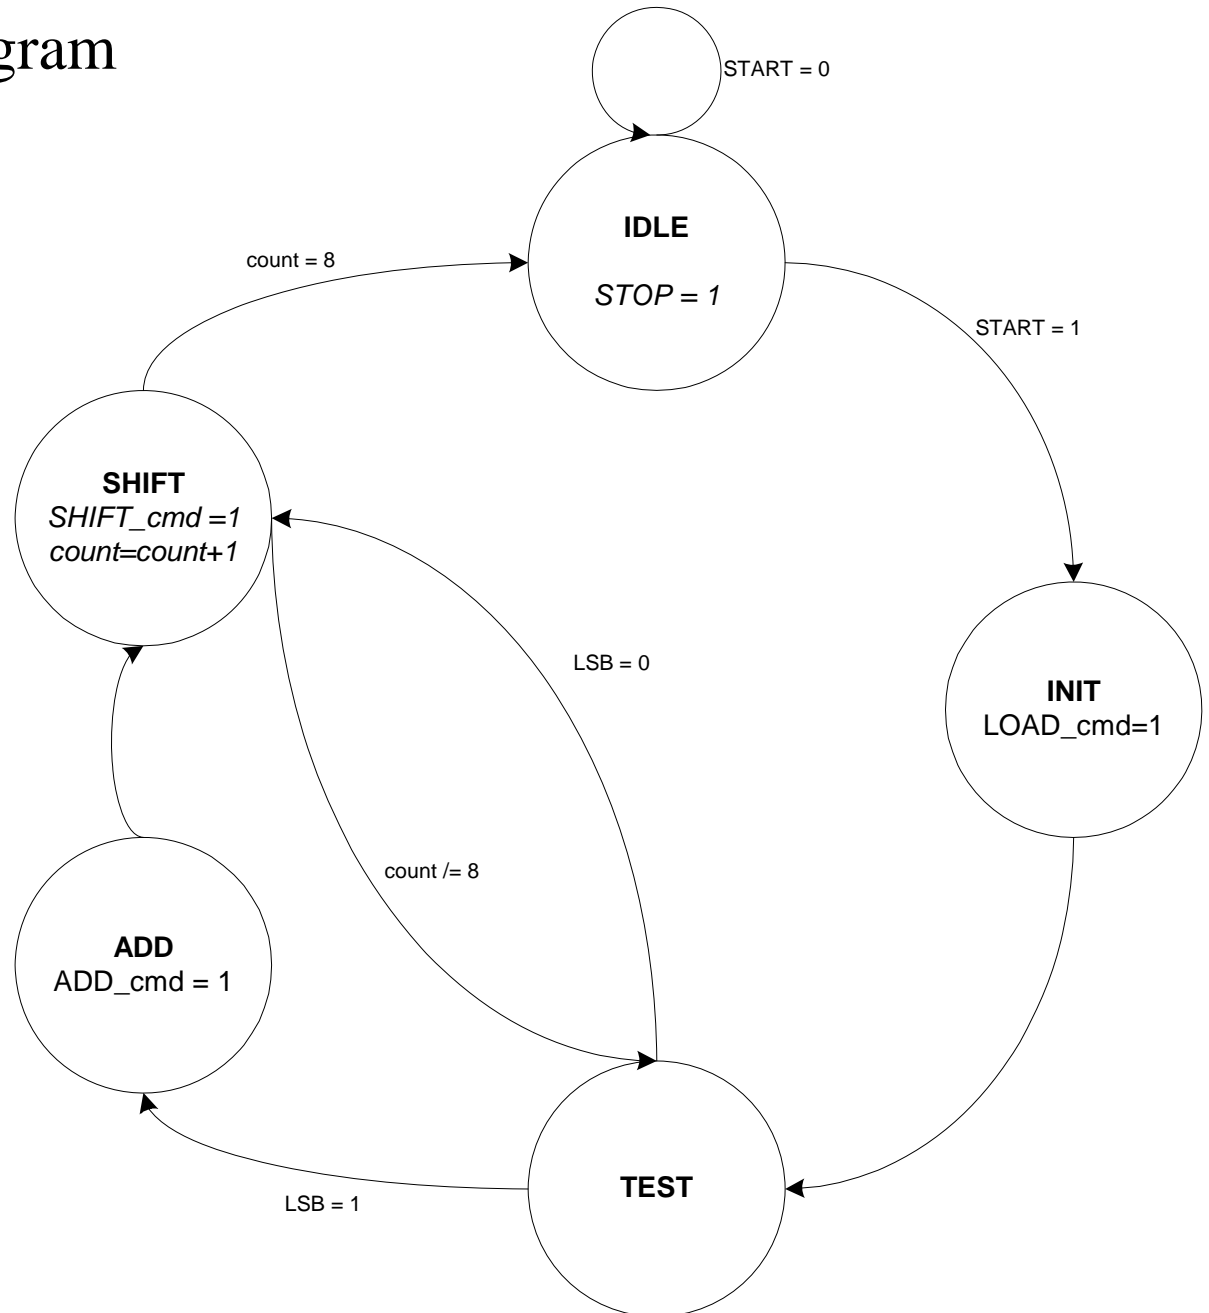 gram
START = 0
IDLE
STOP = 1
count = 8
START = 1
SHIFT
SHIFT_cmd =1
count=count+1
LSB = 0
INIT
LOAD_cmd=1
count /= 8
ADD
ADD_cmd = 1
TEST
LSB = 1